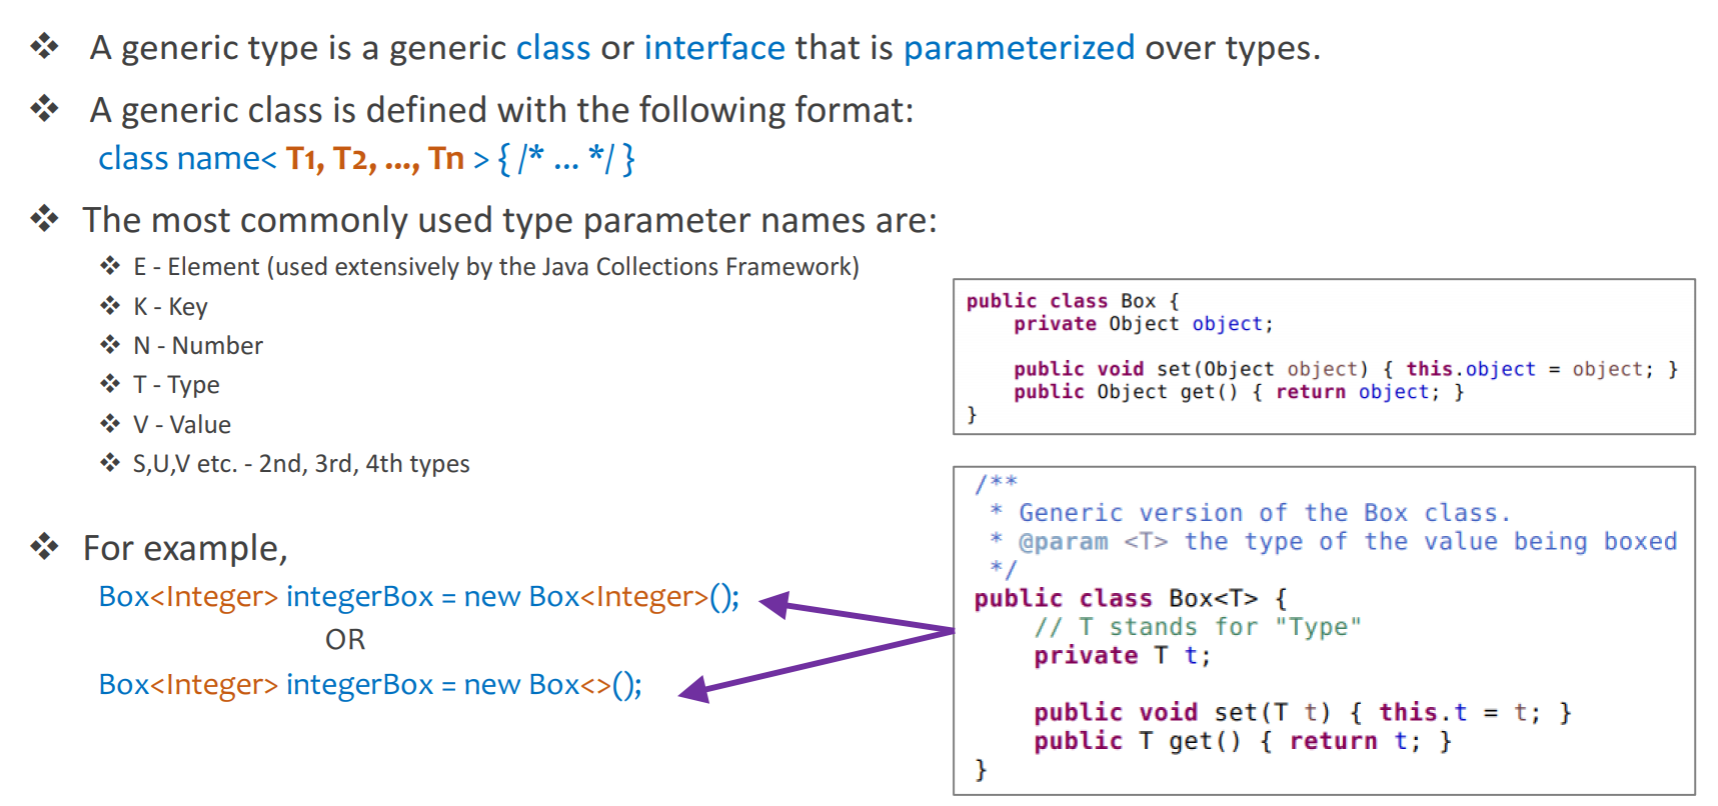 ❖ A generic type is a generic class or interface that is parameterized over types.
❖ A generic class is defined with the following format:
class name< T1, T2, ..., Tn > { /* ... */ }
❖ The most commonly used type parameter names are:
❖ E - Element (used extensively by the Java Collections Framework)
❖ K - Key
❖ N - Number
❖ T - Type
❖ V - Value
❖ S,U,V etc. - 2nd, 3rd, 4th types
❖ For example,
Box<Integer> integerBox = new Box<Integer>();
OR
Box<Integer> integerBox = new Box<>();
public class Box {
    private Object object;
    public void set(Object object) { this.object = object; }
    public Object get() { return object; }
}
/**
 * Generic version of the Box class.
 * @param <T> the type of the value being boxed
 */
public class Box<T> {
    // T stands for "Type"
    private T t;
    public void set(T t) { this.t = t; }
    public T get() { return t; }
}